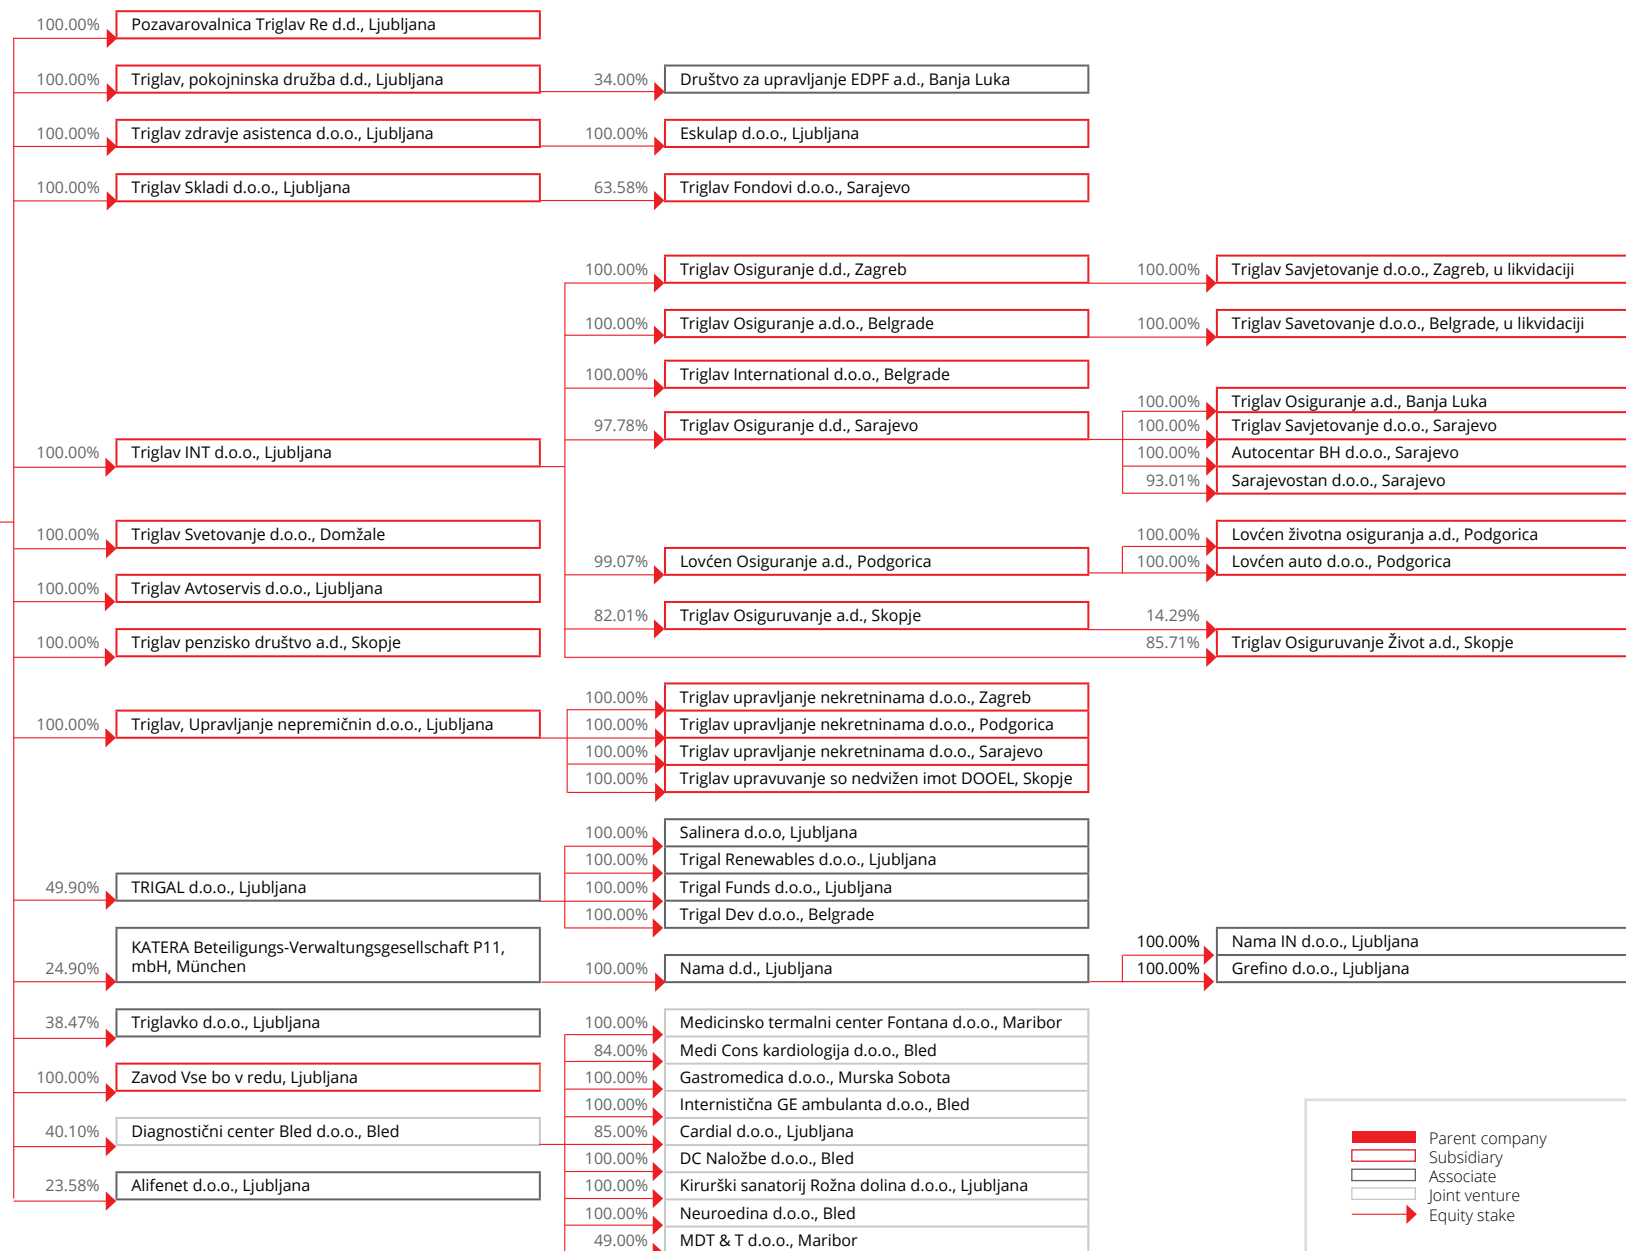 100.00% Pozavarovalnica Triglav Re d.d., Ljubljana
100.00% Triglav, pokojninska družba d.d., Ljubljana 34.00% Društvo za upravljanje EDPF a.d., Banja Luka
100.00% Triglav zdravje asistenca d.o.o., Ljubljana 100.00% Eskulap d.o.o., Ljubljana
100.00% Triglav Skladi d.o.o., Ljubljana 63.58% Triglav Fondovi d.o.o., Sarajevo
100.00% Triglav Osiguranje d.d., Zagreb 100.00% Triglav Savjetovanje d.o.o., Zagreb, u likvidaciji
100.00% Triglav Osiguranje a.d.o., Belgrade 100.00% Triglav Savetovanje d.o.o., Belgrade, u likvidaciji
100.00% Triglav International d.o.o., Belgrade
100.00% Triglav Osiguranje a.d., Banja Luka
97.78% Triglav Osiguranje d.d., Sarajevo 100.00% Triglav Savjetovanje d.o.o., Sarajevo
100.00% Triglav INT d.o.o., Ljubljana 100.00% Autocentar BH d.o.o., Sarajevo
93.01% Sarajevostan d.o.o., Sarajevo
100.00% Triglav Svetovanje d.o.o., Domžale 100.00% Lovćen životna osiguranja a.d., Podgorica
99.07% Lovćen Osiguranje a.d., Podgorica 100.00% Lovćen auto d.o.o., Podgorica
100.00% Triglav Avtoservis d.o.o., Ljubljana
82.01% Triglav Osiguruvanje a.d., Skopje 14.29%
100.00% Triglav penzisko društvo a.d., Skopje 85.71% Triglav Osiguruvanje Život a.d., Skopje
100.00% Triglav upravljanje nekretninama d.o.o., Zagreb
100.00% Triglav, Upravljanje nepremičnin d.o.o., Ljubljana 100.00% Triglav upravljanje nekretninama d.o.o., Podgorica
100.00% Triglav upravljanje nekretninama d.o.o., Sarajevo
100.00% Triglav upravuvanje so nedvižen imot DOOEL, Skopje
100.00% Salinera d.o.o, Ljubljana
100.00% Trigal Renewables d.o.o., Ljubljana
49.90% TRIGAL d.o.o., Ljubljana 100.00% Trigal Funds d.o.o., Ljubljana
100.00% Trigal Dev d.o.o., Belgrade
KATERA Beteiligungs-Verwaltungsgesellschaft P11, 100.00% Nama IN d.o.o., Ljubljana
24.90% mbH, München 100.00% Nama d.d., Ljubljana 100.00% Grefino d.o.o., Ljubljana
38.47% Triglavko d.o.o., Ljubljana 100.00% Medicinsko termalni center Fontana d.o.o., Maribor
84.00% Medi Cons kardiologija d.o.o., Bled
100.00% Zavod Vse bo v redu, Ljubljana 100.00% Gastromedica d.o.o., Murska Sobota
100.00% Internistična GE ambulanta d.o.o., Bled
40.10% Diagnostični center Bled d.o.o., Bled 85.00% Cardial d.o.o., Ljubljana
100.00% DC Naložbe d.o.o., Bled
23.58% Alifenet d.o.o., Ljubljana 100.00% Kirurški sanatorij Rožna dolina d.o.o., Ljubljana
100.00% Neuroedina d.o.o., Bled
49.00% MDT & T d.o.o., Maribor
Parent company
Subsidiary
Associate
Joint venture
Equity stake